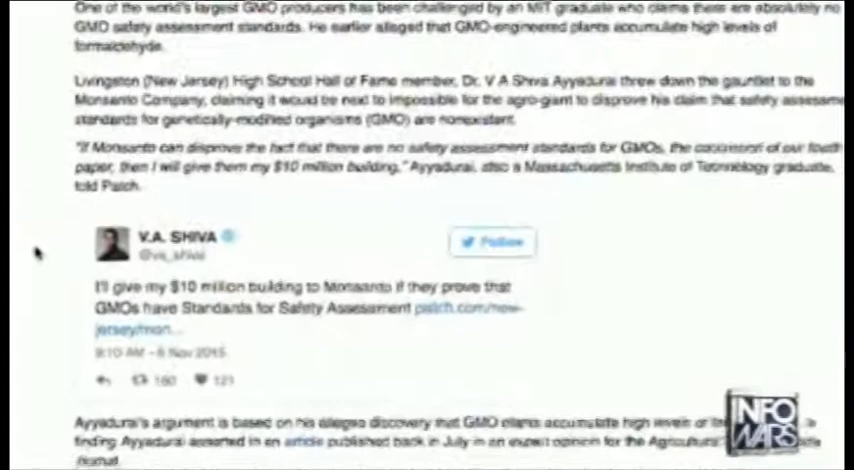 One of the world's largest GMO producers has been challenged by an MIT graduate who claims there are absolutely no
GMO safety assessment standards. He earlier alleged that GMO-engineered plants accumulate high levels of
formaldehyde.
Livingston (New Jersey) High School Hall of Fame member, Dr. V A Shiva Ayyadurai threw down the gauntlet to the
Monsanto Company, claiming it would be next to impossible for the agro-giant to disprove his claim that safety assessme
standards for genetically-modified organisms (GMO) are nonexistent.
"If Monsanto can disprove the fact that there are no safety assessment standards for GMOs, the conclusion of our fourth
paper, then I will give them my $10 million building," Ayyadurai, also a Massachusetts Institute of Technology graduate,
told Patch.
V.A. SHIVA
@va_shiva
Follow
I'll give my $10 million building to Monsanto if they prove that
GMOs have Standards for Safety Assessment patch.com/new-
jersey/mon...
9:10 AM - 6 Nov 2015
160 121
Ayyadurai's argument is based on his alleged discovery that GMO plants accumulate high levels of
finding Ayyadurai asserted in an article published back in July in an expert opinion for the Agricultural
INFO
WARS